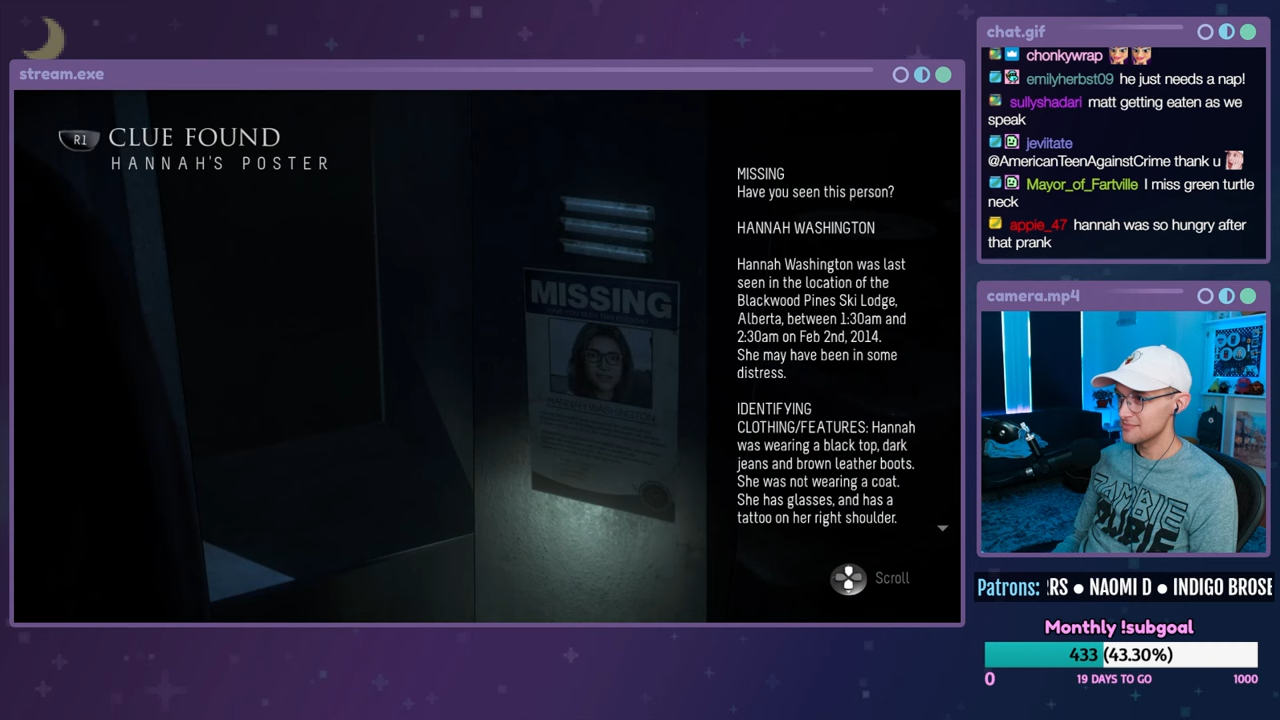 stream.exe
R1 CLUE FOUND
HANNAH'S POSTER
MISSING
HANNAH WASHINGTON
MISSING
Have you seen this person?
HANNAH WASHINGTON
Hannah Washington was last
seen in the location of the
Blackwood Pines Ski Lodge,
Alberta, between 1:30am and
2:30am on Feb 2nd, 2014.
She may have been in some
distress.
IDENTIFYING
CLOTHING/FEATURES: Hannah
was wearing a black top, dark
jeans and brown leather boots.
She was not wearing a coat.
She has glasses, and has a
tattoo on her right shoulder.
Scroll
chat.gif
chonkywrap
emilyherbst09 he just needs a nap!
sullyshadari matt getting eaten as we
speak
jeviltate
@AmericanTeenAgainstCrime thank u
Mayor_of_Fartville I miss green turtle
neck
appie_47 hannah was so hungry after
that prank
camera.mp4
Patrons: RS ● NAOMI D ● INDIGO BROSE
Monthly !subgoal
433 (43.30%)
0 19 DAYS TO GO 1000